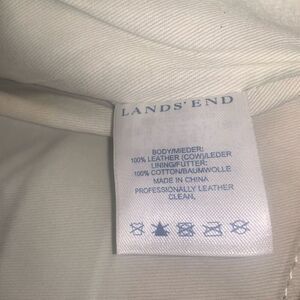 LANDS' END
BODY/MIEDER:
100% LEATHER (COW)/LEDER
LINING/FUTTER:
100% COTTON/BAUMWOLLE
MADE IN CHINA
PROFESSIONALLY LEATHER
CLEAN.